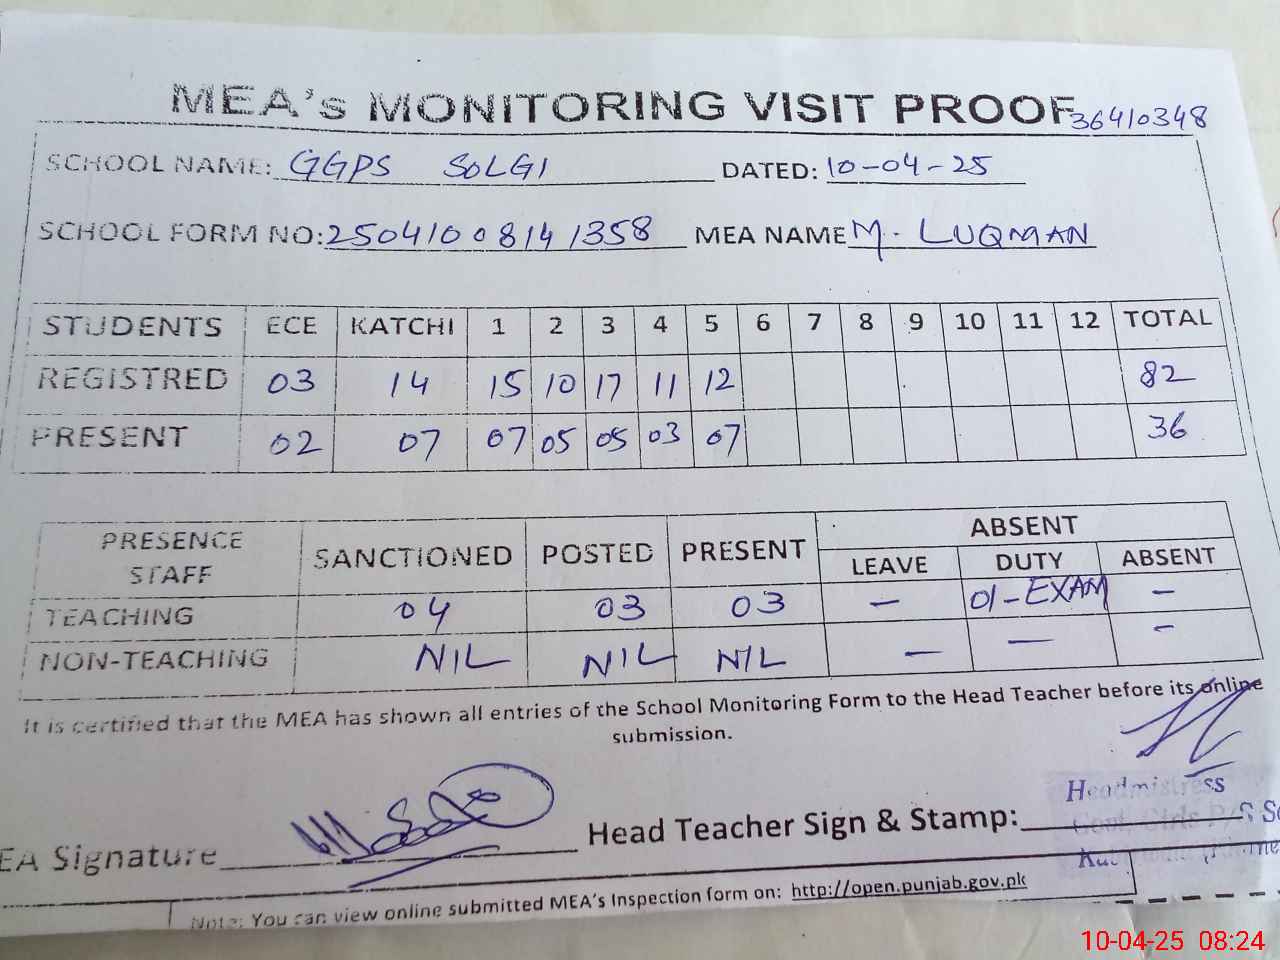 MEA's MONITORING VISIT PROOF 36410348
SCHOOL NAME: GGPS SOLGI DATED: 10-04-25
SCHOOL FORM NO: 25041008141358 MEA NAME M. LUQMAN
STUDENTS ECE KATCHI 1 2 3 4 5 6 7 8 9 10 11 12 TOTAL
REGISTRED 03 14 15 10 17 11 12 82
PRESENT 02 07 07 05 05 03 07 36
PRESENCE STAFF SANCTIONED POSTED PRESENT ABSENT
LEAVE DUTY ABSENT
TEACHING 04 03 03 – 01-EXAM –
NON-TEACHING NIL NIL NIL – – –
It is certified that the MEA has shown all entries of the School Monitoring Form to the Head Teacher before its online
submission.
EA Signature Head Teacher Sign & Stamp:
Headmistress
Govt. Girls P/S So
Note: You can view online submitted MEA's Inspection form on: http://open.punjab.gov.pk
10-04-25 08:24